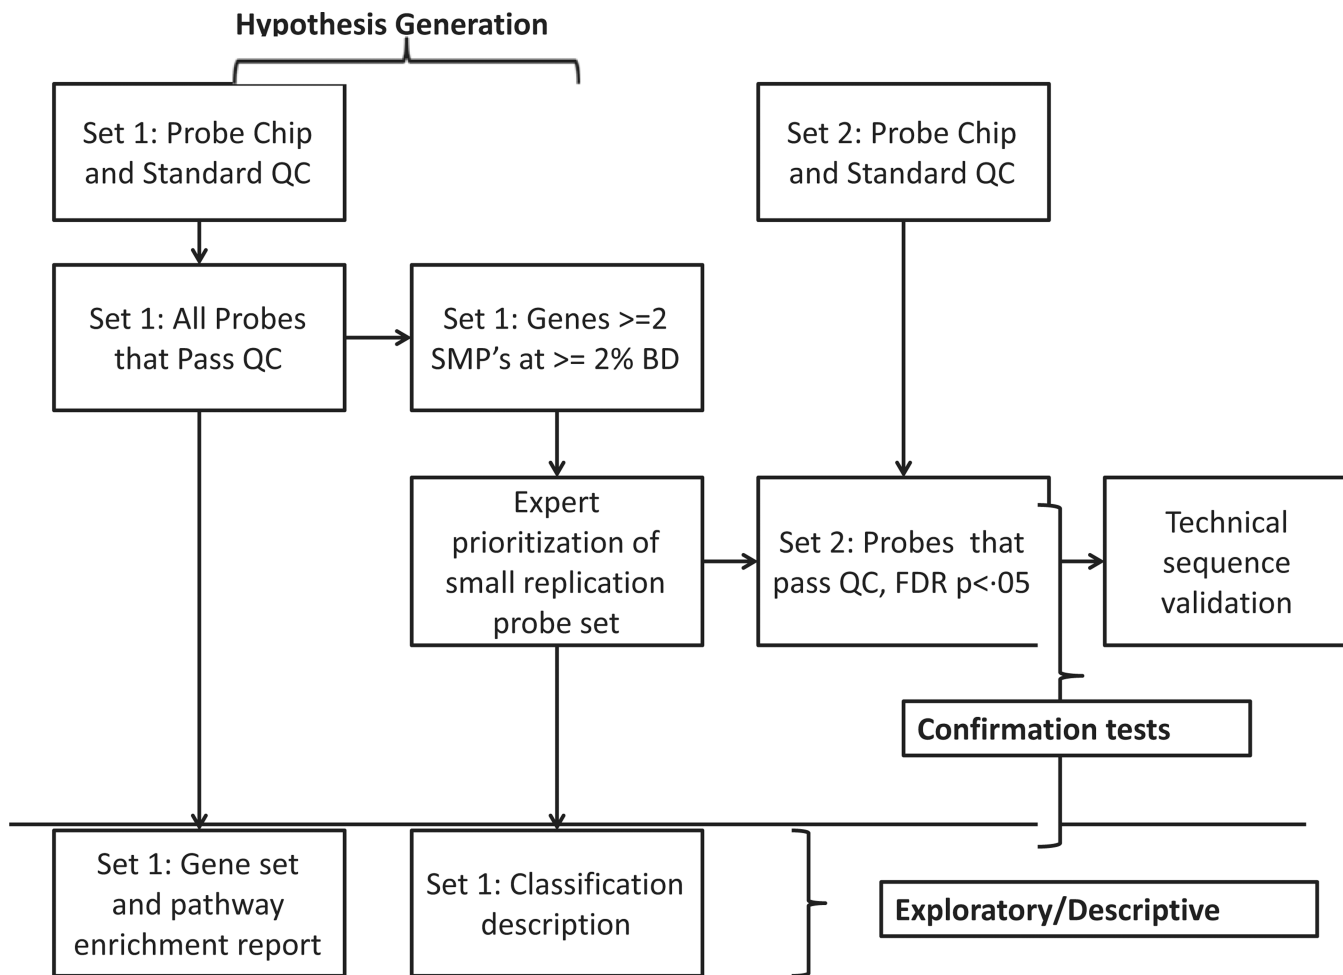 Hypothesis Generation
Set 1: Probe Chip
and Standard QC
Set 2: Probe Chip
and Standard QC
Set 1: All Probes
that Pass QC
Set 1: Genes >=2
SMP's at >= 2% BD
Expert
prioritization of
small replication
probe set
Set 2: Probes that
pass QC, FDR p<·05
Technical
sequence
validation
Confirmation tests
Set 1: Gene set
and pathway
enrichment report
Set 1: Classification
description
Exploratory/Descriptive